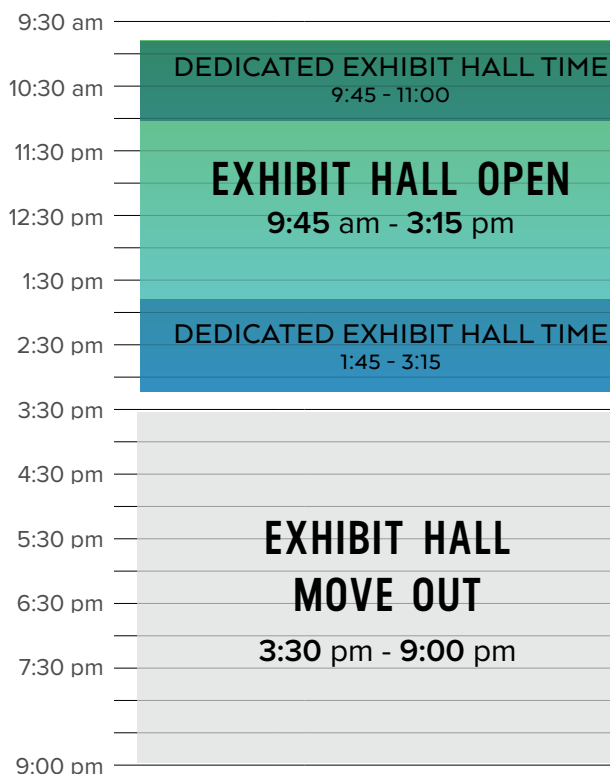 9:30 am
DEDICATED EXHIBIT HALL TIME
10:30 am
9:45 - 11:00
11:30 pm
EXHIBIT HALL OPEN
12:30 pm
9:45 am - 3:15 pm
1:30 pm
DEDICATED EXHIBIT HALL TIME
2:30 pm
1:45 - 3:15
3:30 pm
4:30 pm
5:30 pm
EXHIBIT HALL
MOVE OUT
6:30 pm
3:30 pm - 9:00 pm
7:30 pm
9:00 pm